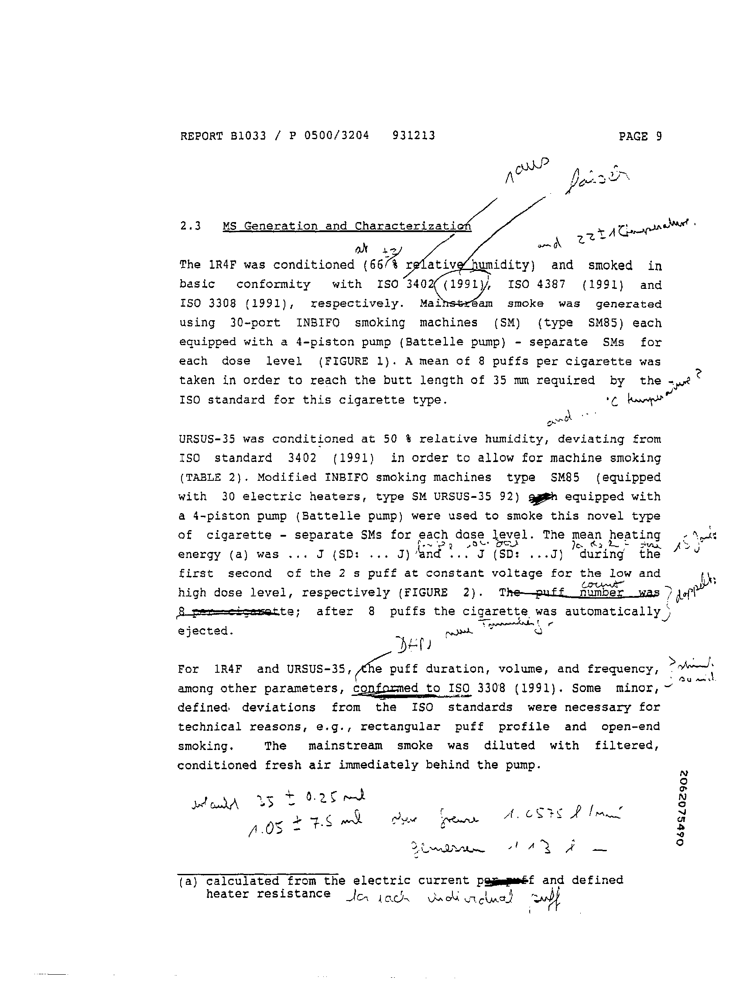 REPORT B1033 / P 0500/3204 931213 PAGE 9
raus
2.3 MS Generation and Characterization
and 22±1 C temperature.
at ±2
The 1R4F was conditioned (66 % relative humidity) and smoked in
basic conformity with ISO 3402 (1991), ISO 4387 (1991) and
ISO 3308 (1991), respectively. Mainstream smoke was generated
using 30-port INBIFO smoking machines (SM) (type SM85) each
equipped with a 4-piston pump (Battelle pump) - separate SMs for
each dose level (FIGURE 1). A mean of 8 puffs per cigarette was
taken in order to reach the butt length of 35 mm required by the
ISO standard for this cigarette type.
and ... °C temperature ?
URSUS-35 was conditioned at 50 % relative humidity, deviating from
ISO standard 3402 (1991) in order to allow for machine smoking
(TABLE 2). Modified INBIFO smoking machines type SM85 (equipped
with 30 electric heaters, type SM URSUS-35 92) each equipped with
a 4-piston pump (Battelle pump) were used to smoke this novel type
of cigarette - separate SMs for each dose level. The mean heating
energy (a) was ... J (SD: ... J) and ... J (SD: ...J) during the
first second of the 2 s puff at constant voltage for the low and
count
high dose level, respectively (FIGURE 2). The puff number was
? doppelt
8 per cigarette; after 8 puffs the cigarette was automatically
ejected.
For 1R4F and URSUS-35, the puff duration, volume, and frequency,
among other parameters, conformed to ISO 3308 (1991). Some minor,
defined deviations from the ISO standards were necessary for
technical reasons, e.g., rectangular puff profile and open-end
smoking. The mainstream smoke was diluted with filtered,
conditioned fresh air immediately behind the pump.
35 ± 0.25 ml
1.05 ± 7.5 ml
2062075490
(a) calculated from the electric current per puff and defined
heater resistance for each individual puff